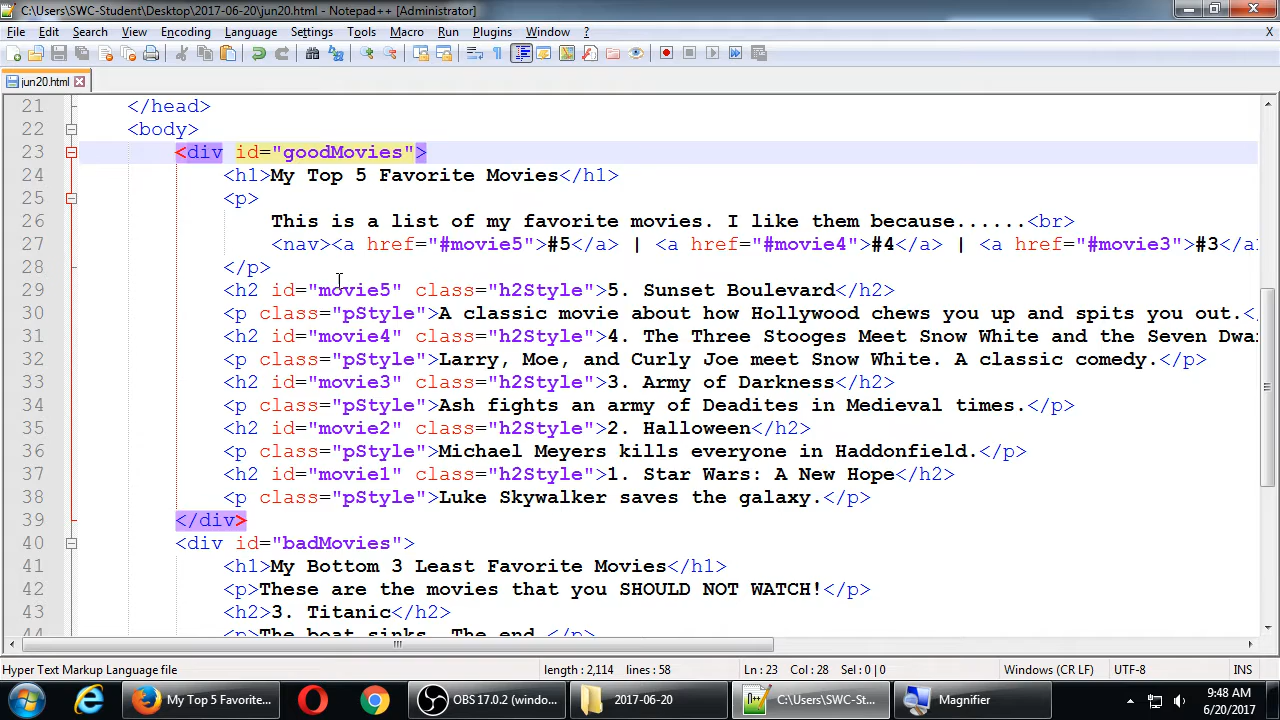 C:\Users\SWC-Student\Desktop\2017-06-20\jun20.html - Notepad++ [Administrator]
File Edit Search View Encoding Language Settings Tools Macro Run Plugins Window ? X
jun20.html
21 </head>
22 <body>
23 <div id="goodMovies">
24 <h1>My Top 5 Favorite Movies</h1>
25 <p>
26 This is a list of my favorite movies. I like them because......<br>
27 <nav><a href="#movie5">#5</a> | <a href="#movie4">#4</a> | <a href="#movie3">#3</a>
28 </p>
29 <h2 id="movie5" class="h2Style">5. Sunset Boulevard</h2>
30 <p class="pStyle">A classic movie about how Hollywood chews you up and spits you out.<
31 <h2 id="movie4" class="h2Style">4. The Three Stooges Meet Snow White and the Seven Dwa
32 <p class="pStyle">Larry, Moe, and Curly Joe meet Snow White. A classic comedy.</p>
33 <h2 id="movie3" class="h2Style">3. Army of Darkness</h2>
34 <p class="pStyle">Ash fights an army of Deadites in Medieval times.</p>
35 <h2 id="movie2" class="h2Style">2. Halloween</h2>
36 <p class="pStyle">Michael Meyers kills everyone in Haddonfield.</p>
37 <h2 id="movie1" class="h2Style">1. Star Wars: A New Hope</h2>
38 <p class="pStyle">Luke Skywalker saves the galaxy.</p>
39 </div>
40 <div id="badMovies">
41 <h1>My Bottom 3 Least Favorite Movies</h1>
42 <p>These are the movies that you SHOULD NOT WATCH!</p>
43 <h2>3. Titanic</h2>
44 <p>The boat sinks. The end.</p>
Hyper Text Markup Language file length : 2,114 lines : 58 Ln : 23 Col : 28 Sel : 0 | 0 Windows (CR LF) UTF-8 INS
My Top 5 Favorite... OBS 17.0.2 (windo... 2017-06-20 C:\Users\SWC-St... Magnifier 9:48 AM
6/20/2017